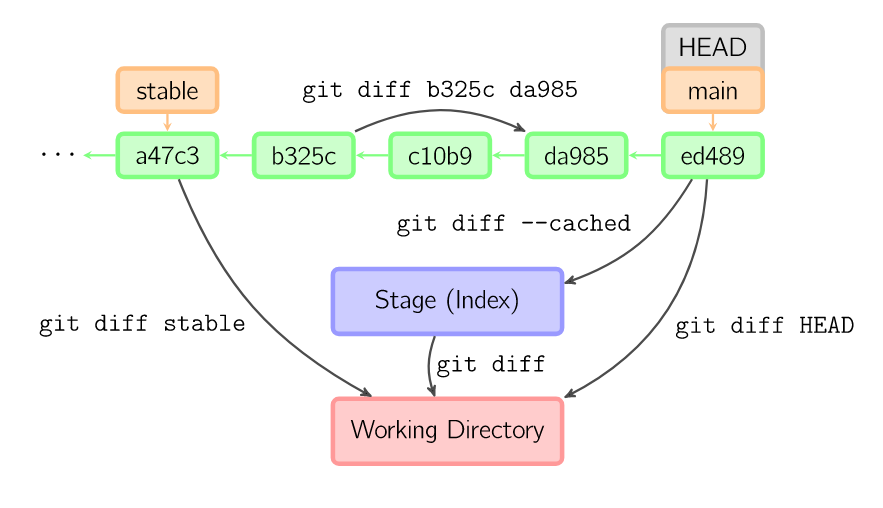 HEAD
stable
git diff b325c da985
main
...
a47c3
b325c
c10b9
da985
ed489
git diff --cached
Stage (Index)
git diff stable
git diff HEAD
git diff
Working Directory